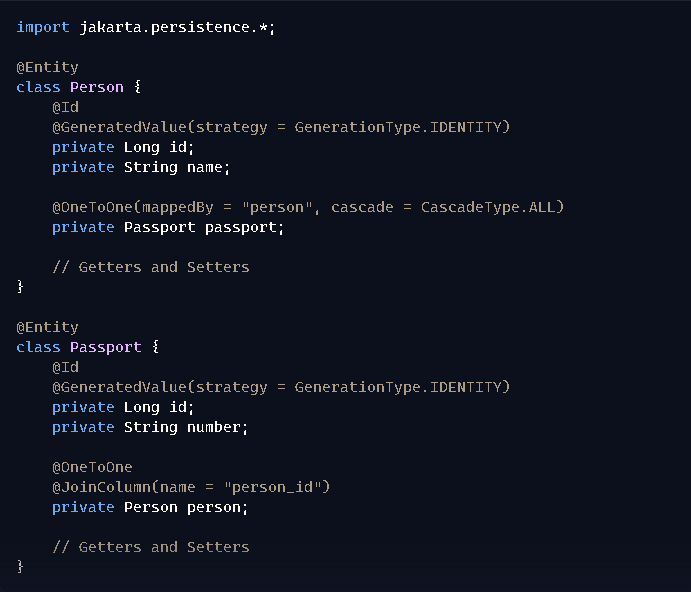 import jakarta.persistence.*;

@Entity
class Person {
    @Id
    @GeneratedValue(strategy = GenerationType.IDENTITY)
    private Long id;
    private String name;

    @OneToOne(mappedBy = "person", cascade = CascadeType.ALL)
    private Passport passport;

    // Getters and Setters
}

@Entity
class Passport {
    @Id
    @GeneratedValue(strategy = GenerationType.IDENTITY)
    private Long id;
    private String number;

    @OneToOne
    @JoinColumn(name = "person_id")
    private Person person;

    // Getters and Setters
}